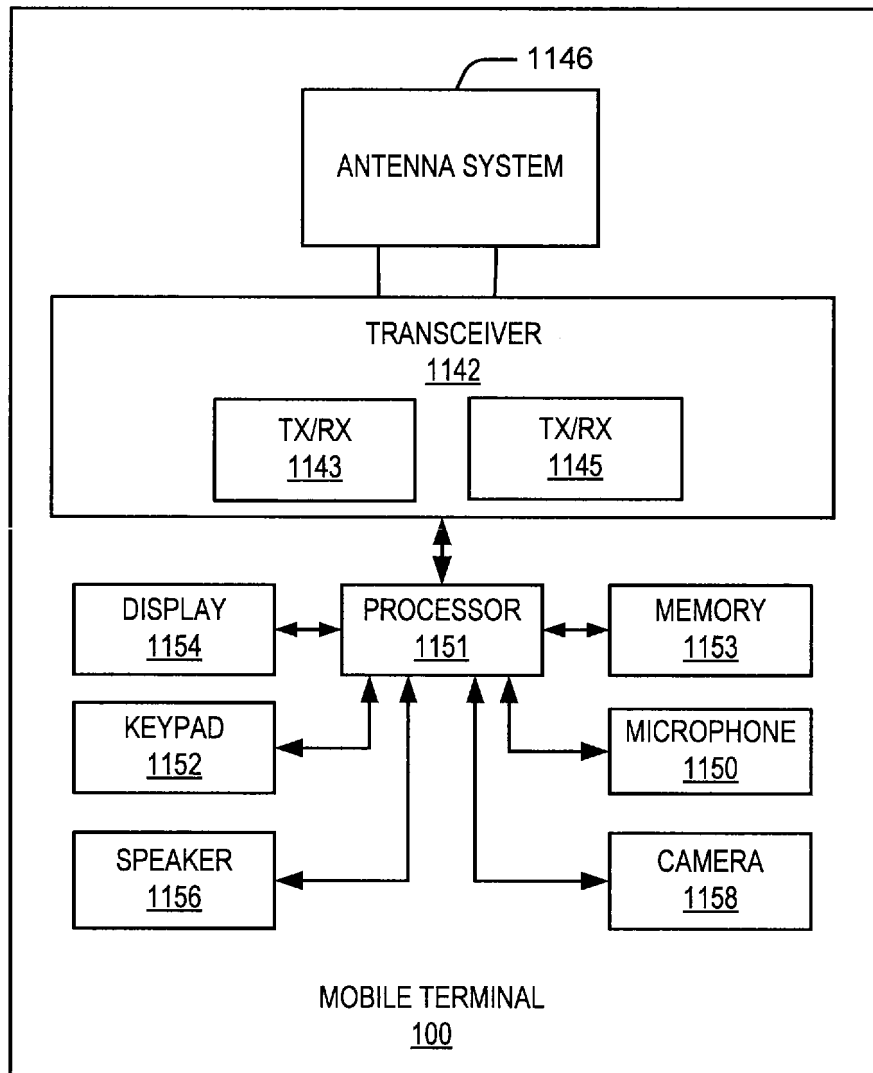 1146
ANTENNA SYSTEM
TRANSCEIVER
1142
TX/RX
1143
TX/RX
1145
DISPLAY
1154
PROCESSOR
1151
MEMORY
1153
KEYPAD
1152
MICROPHONE
1150
SPEAKER
1156
CAMERA
1158
MOBILE TERMINAL
100